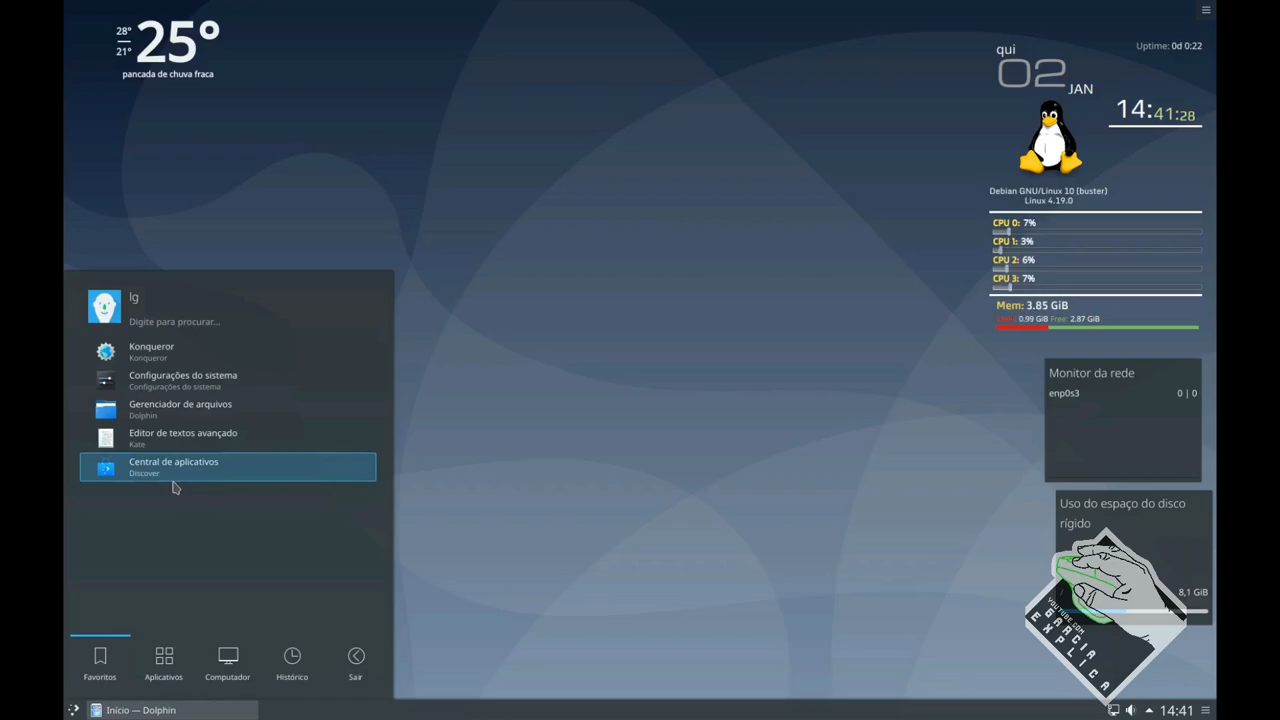 28°
21°
25°
pancada de chuva fraca
Uptime: 0d 0:22
qui
02
JAN
14:41:28
Debian GNU/Linux 10 (buster)
Linux 4.19.0
CPU 0: 7%
CPU 1: 3%
CPU 2: 6%
CPU 3: 7%
Mem: 3.85 GiB
0.99 GiB Free: 2.87 GiB
Monitor da rede
enp0s3 0 | 0
Uso do espaço do disco
rígido
8,1 GiB
YOUTUBE.COM
GARCIA
EXPLICA
lg
Digite para procurar...
Konqueror
Konqueror
Configurações do sistema
Configurações do sistema
Gerenciador de arquivos
Dolphin
Editor de textos avançado
Kate
Central de aplicativos
Discover
Favoritos
Aplicativos
Computador
Histórico
Sair
Início — Dolphin
14:41